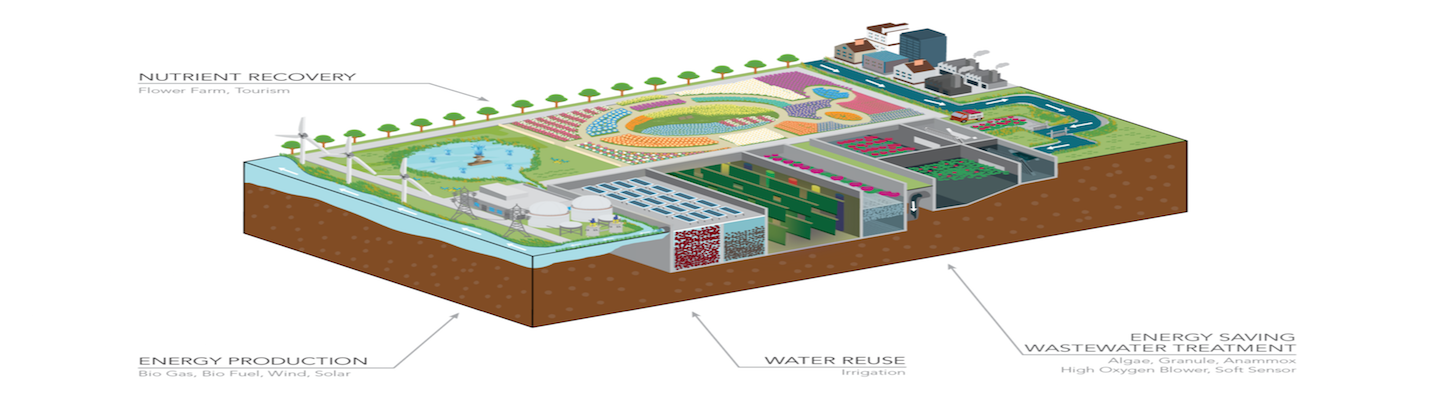 NUTRIENT RECOVERY
Flower Farm, Tourism
ENERGY PRODUCTION
Bio Gas, Bio Fuel, Wind, Solar
WATER REUSE
Irrigation
ENERGY SAVING
WASTEWATER TREATMENT
Algae, Granule, Anammox
High Oxygen Blower, Soft Sensor